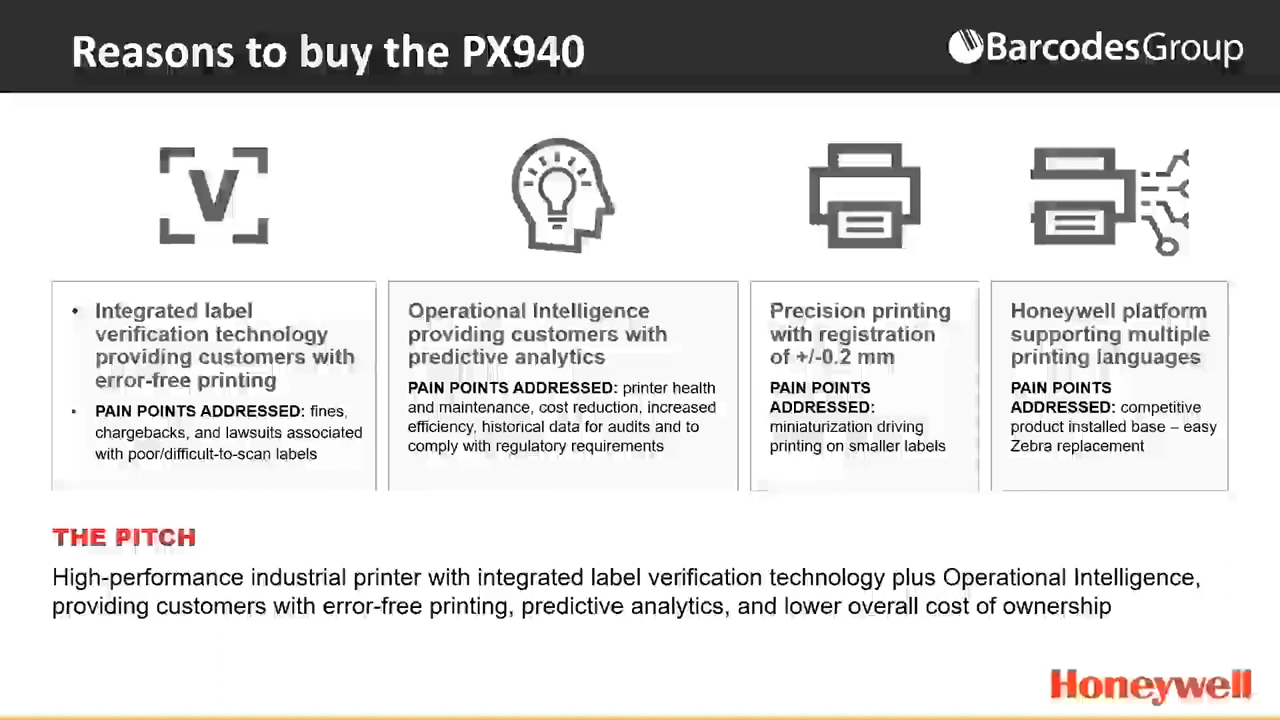 Reasons to buy the PX940
BarcodesGroup
V
• Integrated label
verification technology
providing customers with
error-free printing
• PAIN POINTS ADDRESSED: fines,
chargebacks, and lawsuits associated
with poor/difficult-to-scan labels
Operational Intelligence
providing customers with
predictive analytics
PAIN POINTS ADDRESSED: printer health
and maintenance, cost reduction, increased
efficiency, historical data for audits and to
comply with regulatory requirements
Precision printing
with registration
of +/-0.2 mm
PAIN POINTS
ADDRESSED:
miniaturization driving
printing on smaller labels
Honeywell platform
supporting multiple
printing languages
PAIN POINTS
ADDRESSED: competitive
product installed base – easy
Zebra replacement
THE PITCH
High-performance industrial printer with integrated label verification technology plus Operational Intelligence,
providing customers with error-free printing, predictive analytics, and lower overall cost of ownership
Honeywell